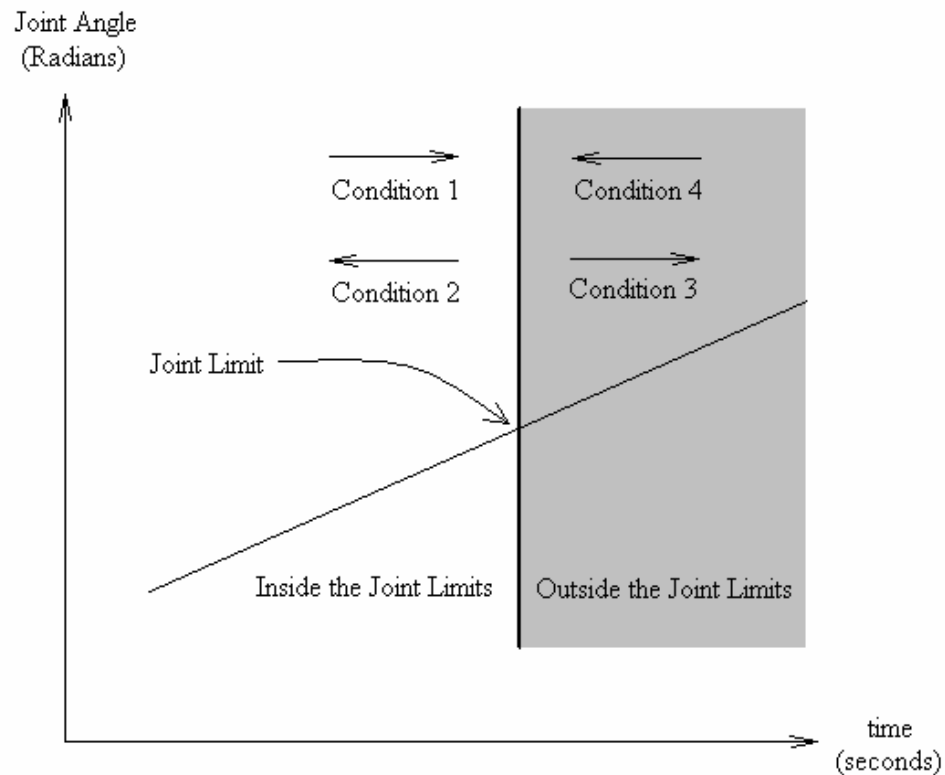 Joint Angle
(Radians)
Condition 1
Condition 4
Condition 2
Condition 3
Joint Limit
Inside the Joint Limits
Outside the Joint Limits
time
(seconds)